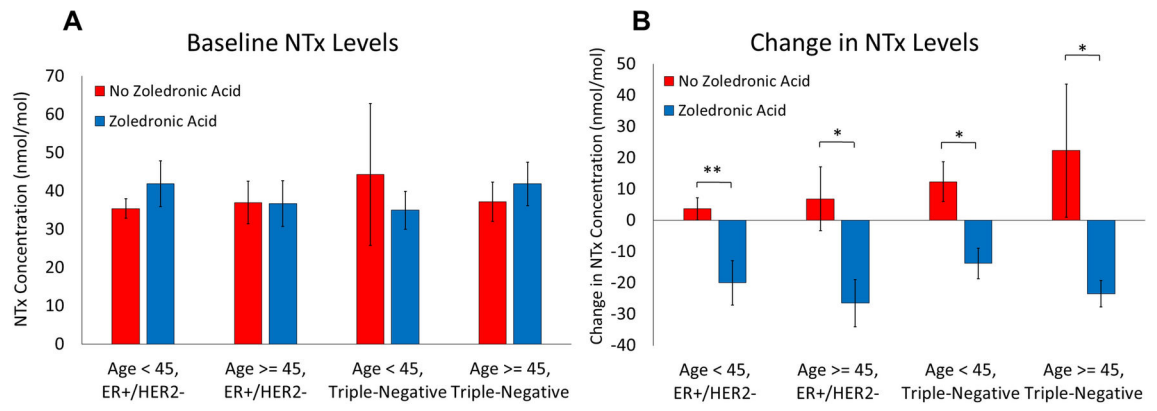 A
Baseline NTx Levels
NTx Concentration (nmol/mol)
70
60
50
40
30
20
10
0
No Zoledronic Acid
Zoledronic Acid
Age < 45,
ER+/HER2-
Age >= 45,
ER+/HER2-
Age < 45,
Triple-Negative
Age >= 45,
Triple-Negative
B
Change in NTx Levels
Change in NTx Concentration (nmol/mol)
50
40
30
20
10
0
-10
-20
-30
-40
No Zoledronic Acid
Zoledronic Acid
**
*
*
*
Age < 45,
ER+/HER2-
Age >= 45,
ER+/HER2-
Age < 45,
Triple-Negative
Age >= 45,
Triple-Negative